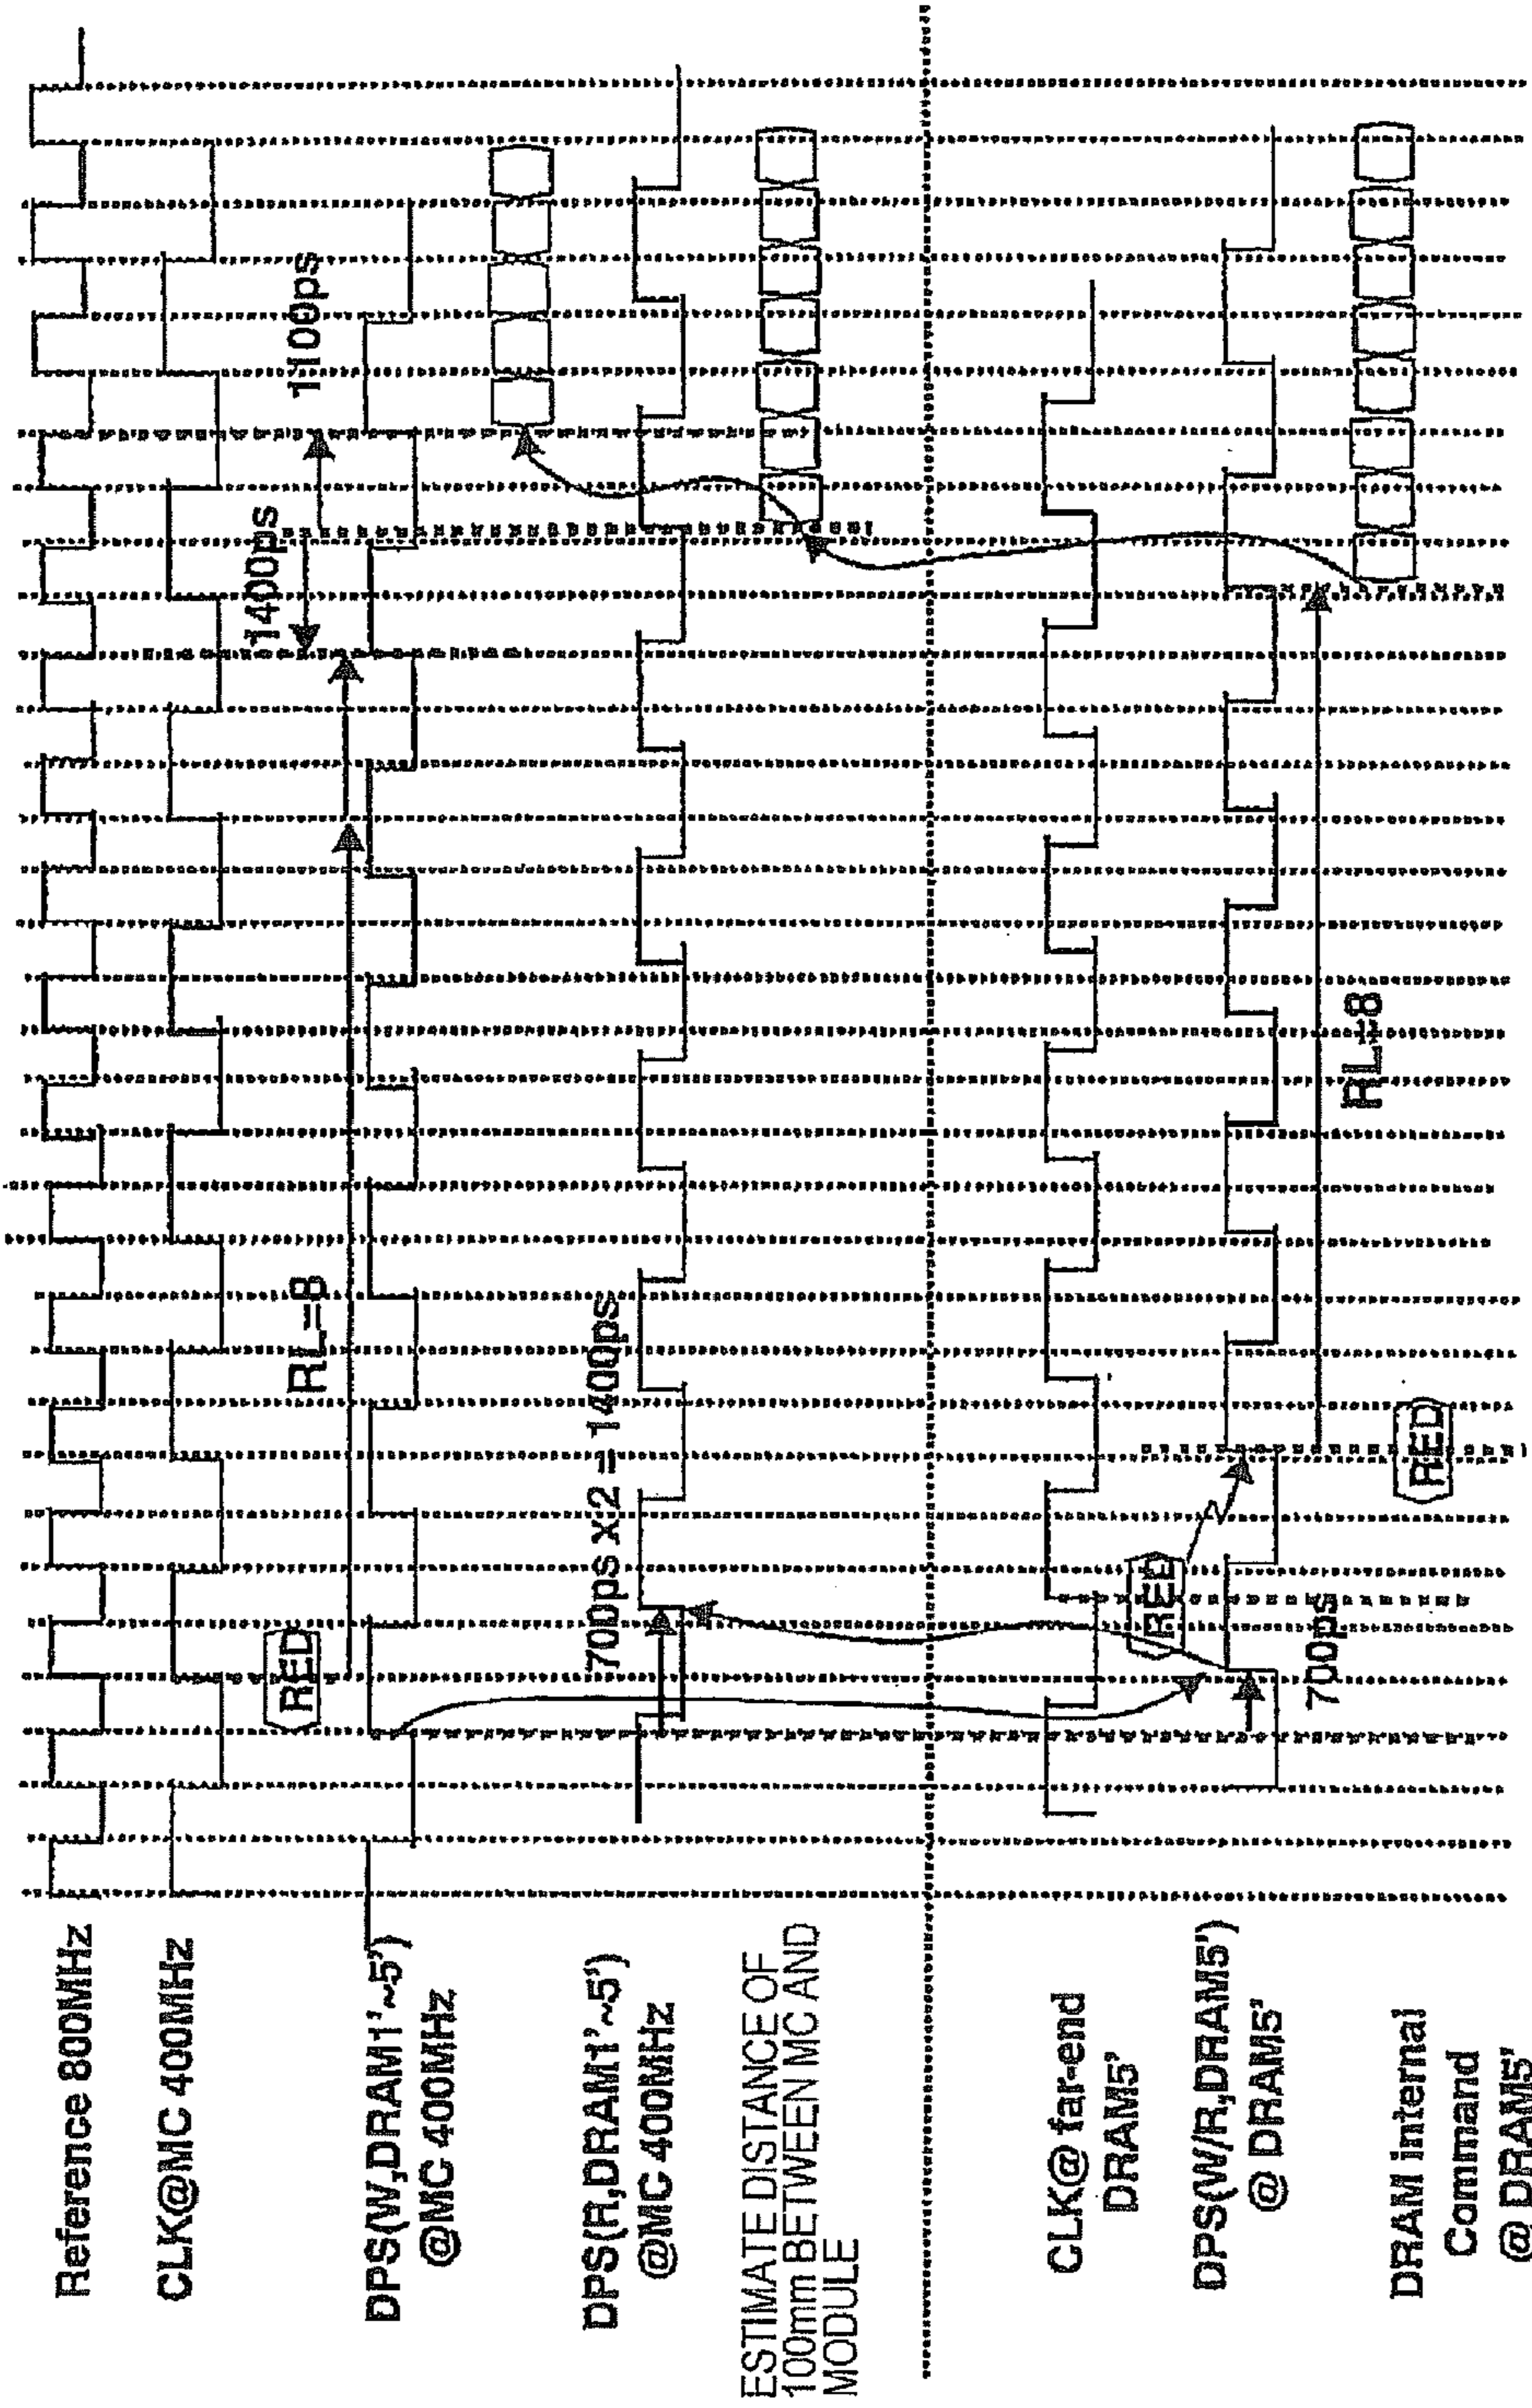 Reference 800MHz
CLK@MC 400MHz
RED
RL=8
1400ps
1100ps
DPS(W,DRAM1'~5')
@MC 400MHz
DPS(R,DRAM1'~5')
@MC 400MHz
700ps x2 = 1400ps
ESTIMATE DISTANCE OF
100mm BETWEEN MC AND
MODULE
CLK@ far-end
DRAM5'
DPS(W/R,DRAM5')
@ DRAM5'
700ps
RL=8
RED
DRAM internal
Command
@ DRAM5'